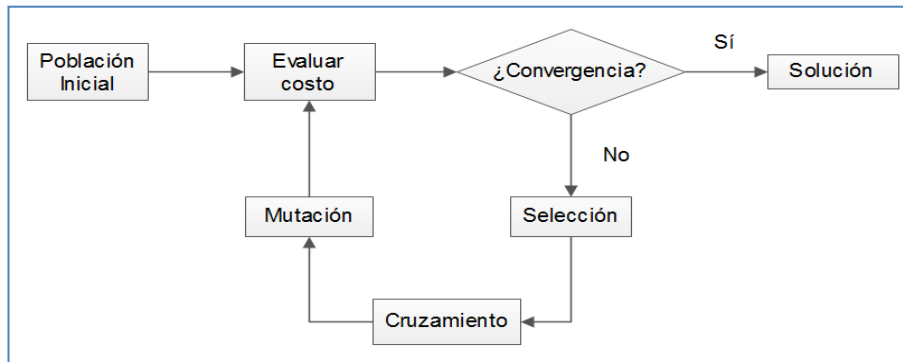 Población
Inicial
Evaluar
costo
¿Convergencia?
Sí
Solución
No
Mutación
Selección
Cruzamiento